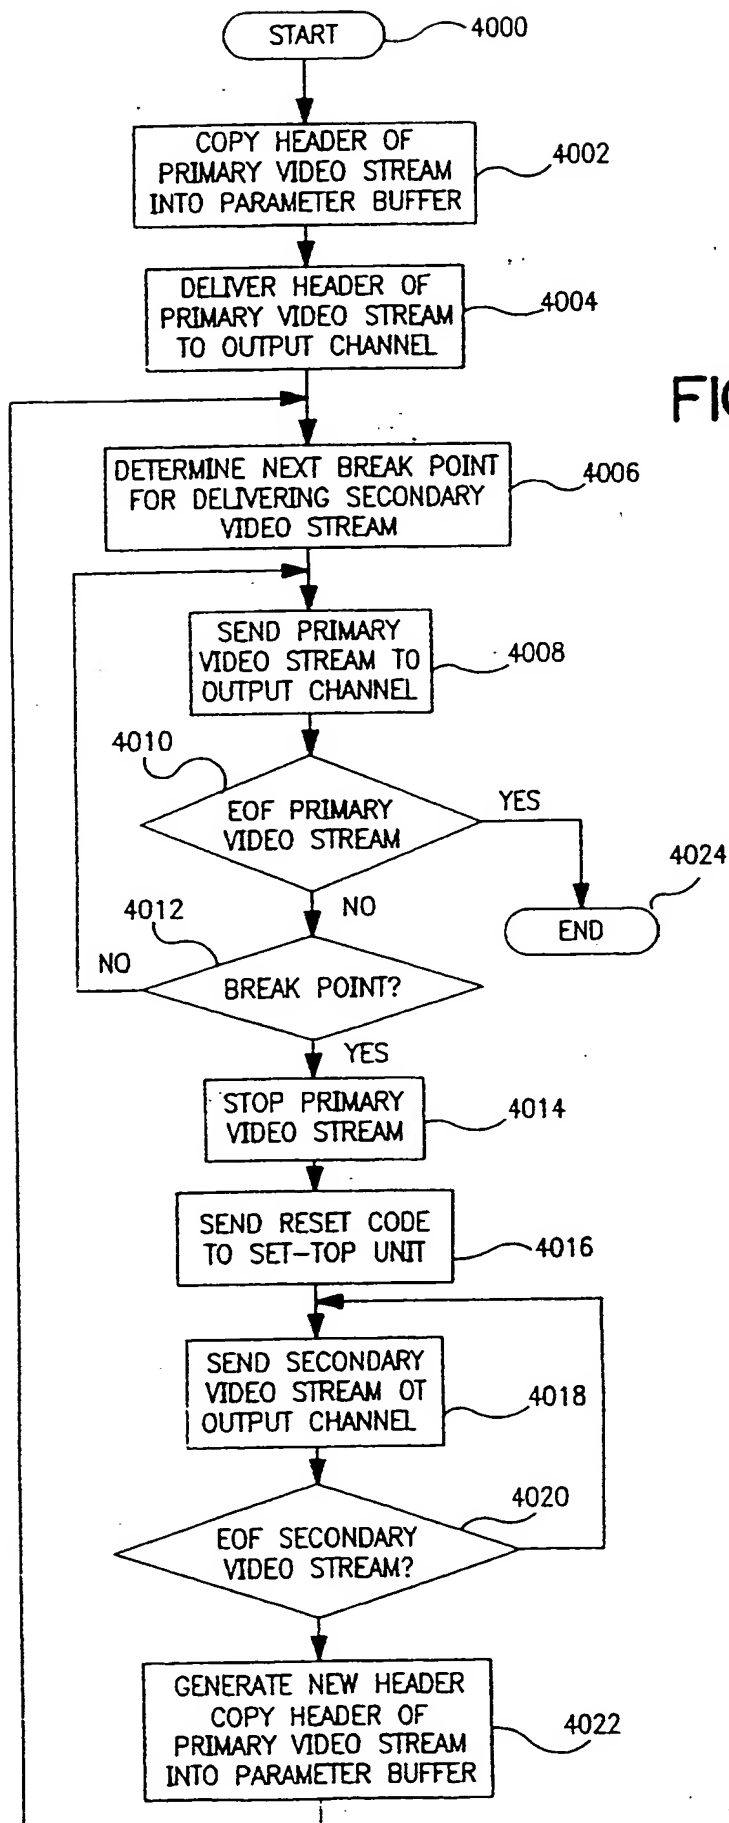 START
4000
COPY HEADER OF
PRIMARY VIDEO STREAM
INTO PARAMETER BUFFER
4002
DELIVER HEADER OF
PRIMARY VIDEO STREAM
TO OUTPUT CHANNEL
4004
FIG
DETERMINE NEXT BREAK POINT
FOR DELIVERING SECONDARY
VIDEO STREAM
4006
SEND PRIMARY
VIDEO STREAM TO
OUTPUT CHANNEL
4008
4010
EOF PRIMARY
VIDEO STREAM
YES
4024
END
NO
4012
BREAK POINT?
NO
YES
STOP PRIMARY
VIDEO STREAM
4014
SEND RESET CODE
TO SET-TOP UNIT
4016
SEND SECONDARY
VIDEO STREAM OT
OUTPUT CHANNEL
4018
4020
EOF SECONDARY
VIDEO STREAM?
GENERATE NEW HEADER
COPY HEADER OF
PRIMARY VIDEO STREAM
INTO PARAMETER BUFFER
4022